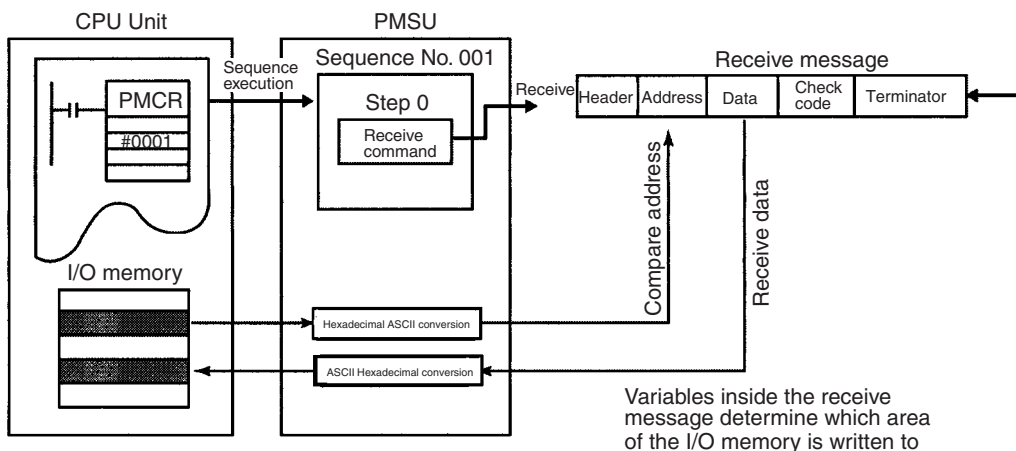 CPU Unit
PMSU
Sequence No. 001
Receive message
Sequence
execution
PMCR
#0001
Step 0
Receive
command
Receive
Header
Address
Data
Check
code
Terminator
Compare address
Receive data
I/O memory
Hexadecimal ASCII conversion
ASCII Hexadecimal conversion
Variables inside the receive
message determine which area
of the I/O memory is written to